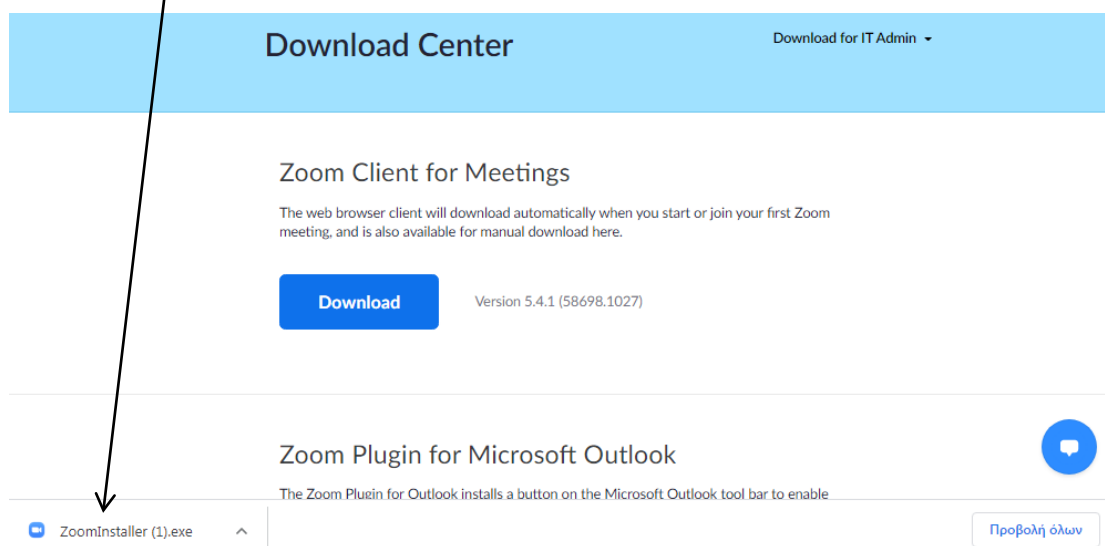 Download Center
Download for IT Admin
Zoom Client for Meetings
The web browser client will download automatically when you start or join your first Zoom
meeting, and is also available for manual download here.
Download
Version 5.4.1 (58698.1027)
Zoom Plugin for Microsoft Outlook
The Zoom Plugin for Outlook installs a button on the Microsoft Outlook tool bar to enable
ZoomInstaller (1).exe
Προβολή όλων